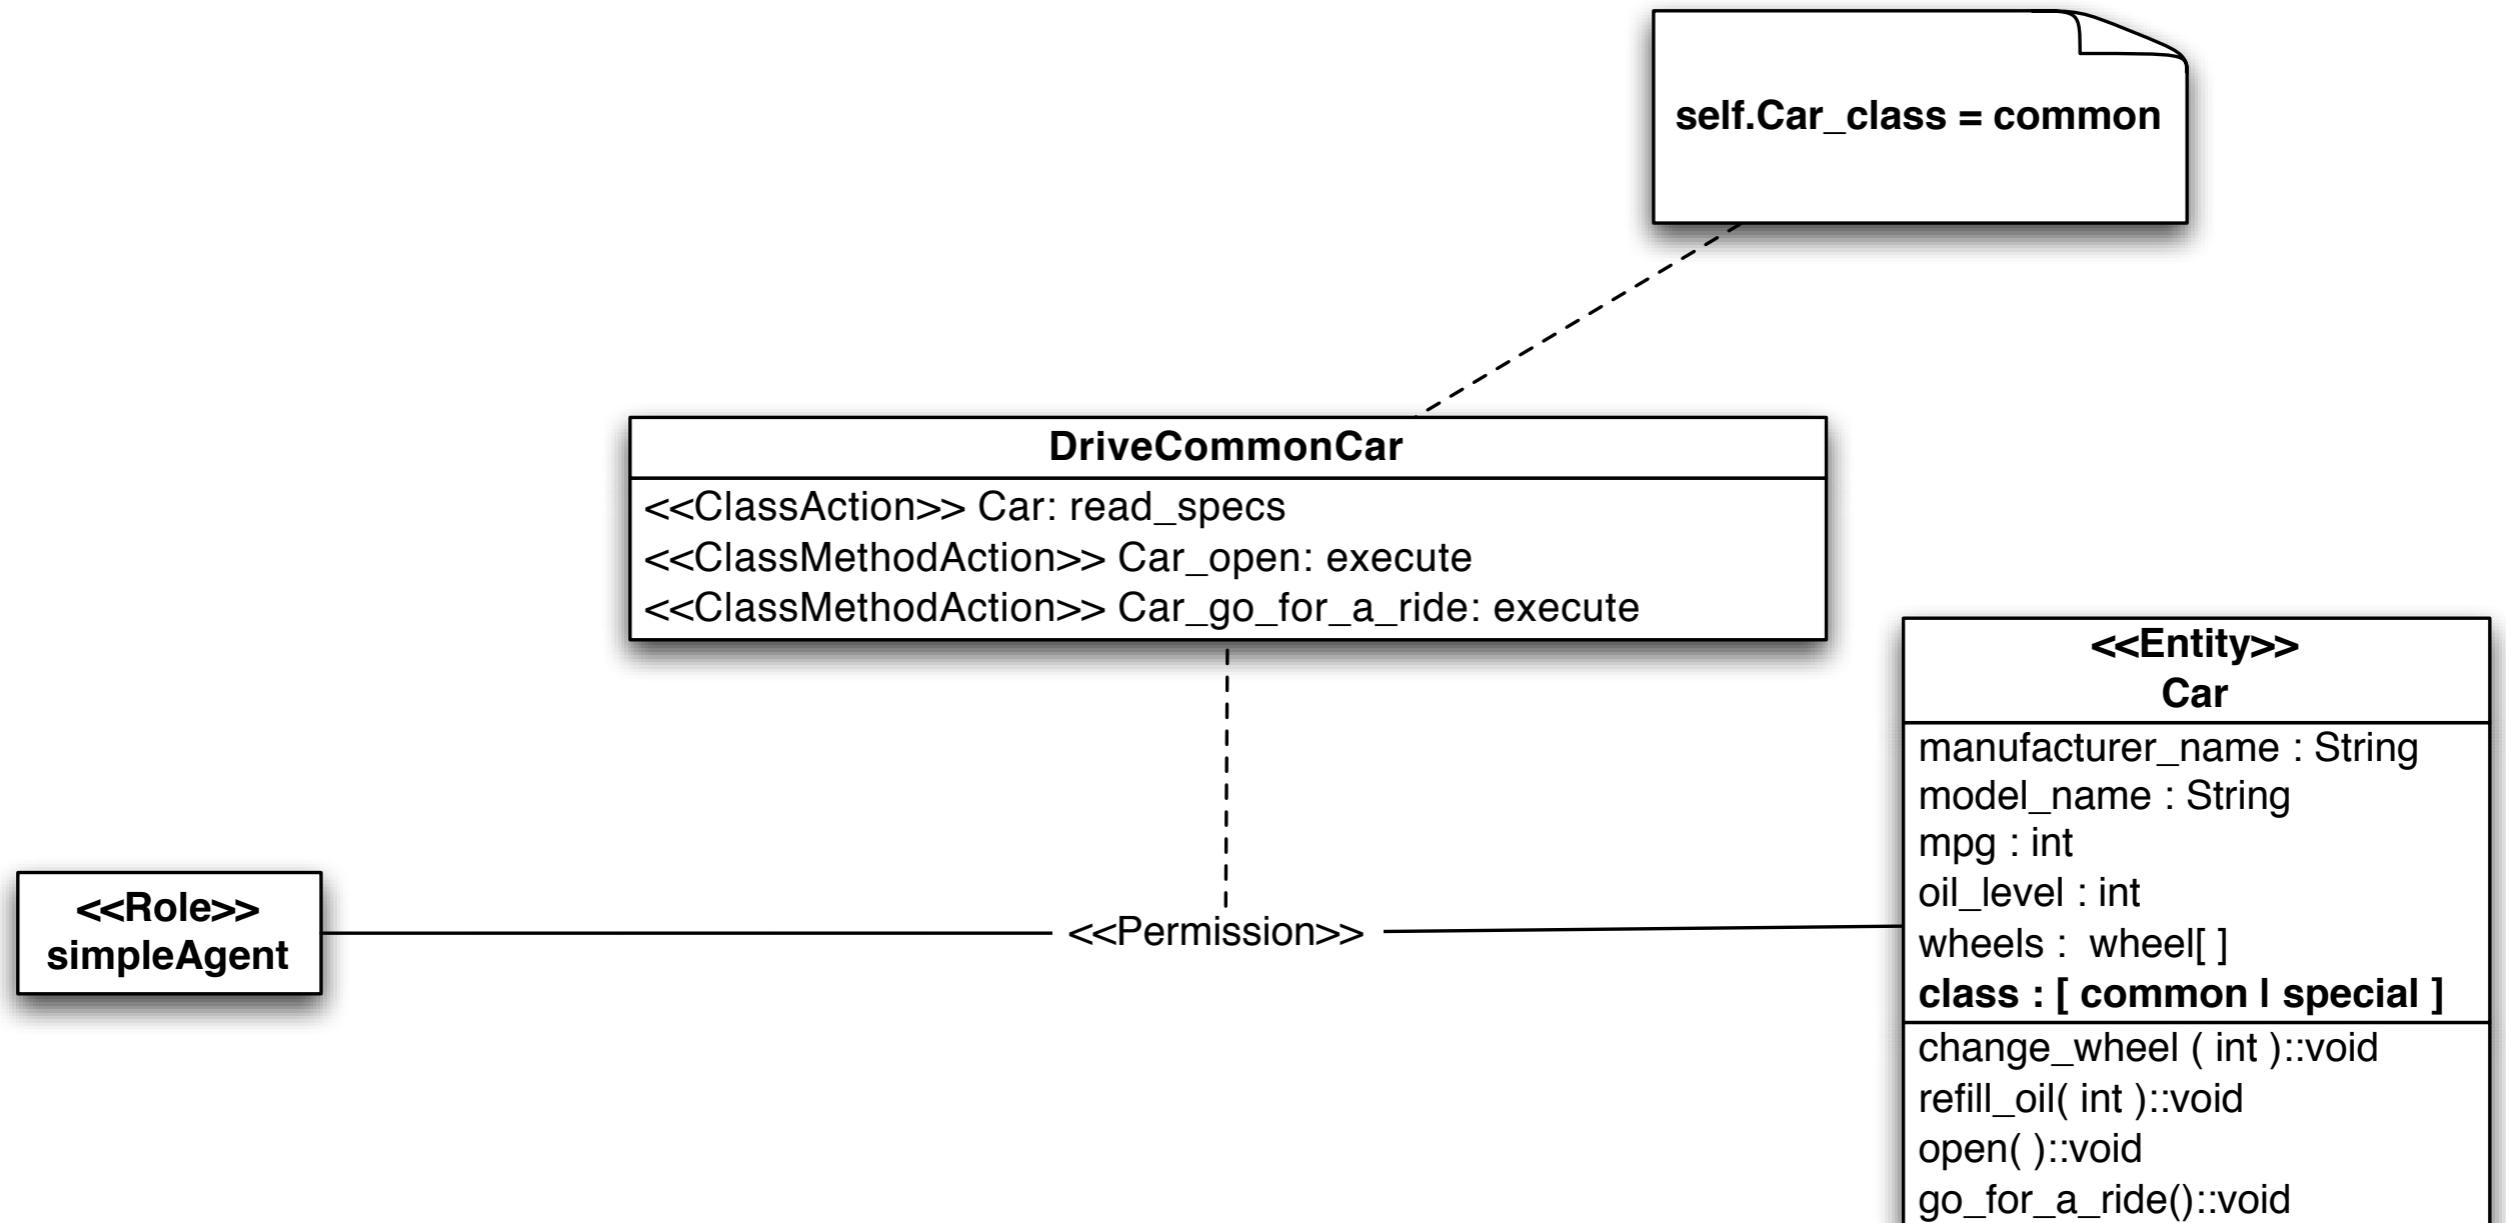 self.Car_class = common
DriveCommonCar
<<ClassAction>> Car: read_specs
<<ClassMethodAction>> Car_open: execute
<<ClassMethodAction>> Car_go_for_a_ride: execute
<<Role>>
simpleAgent
<<Permission>>
<<Entity>>
Car
manufacturer_name : String
model_name : String
mpg : int
oil_level : int
wheels :  wheel[ ]
class : [ common | special ]
change_wheel ( int )::void
refill_oil( int )::void
open( )::void
go_for_a_ride()::void